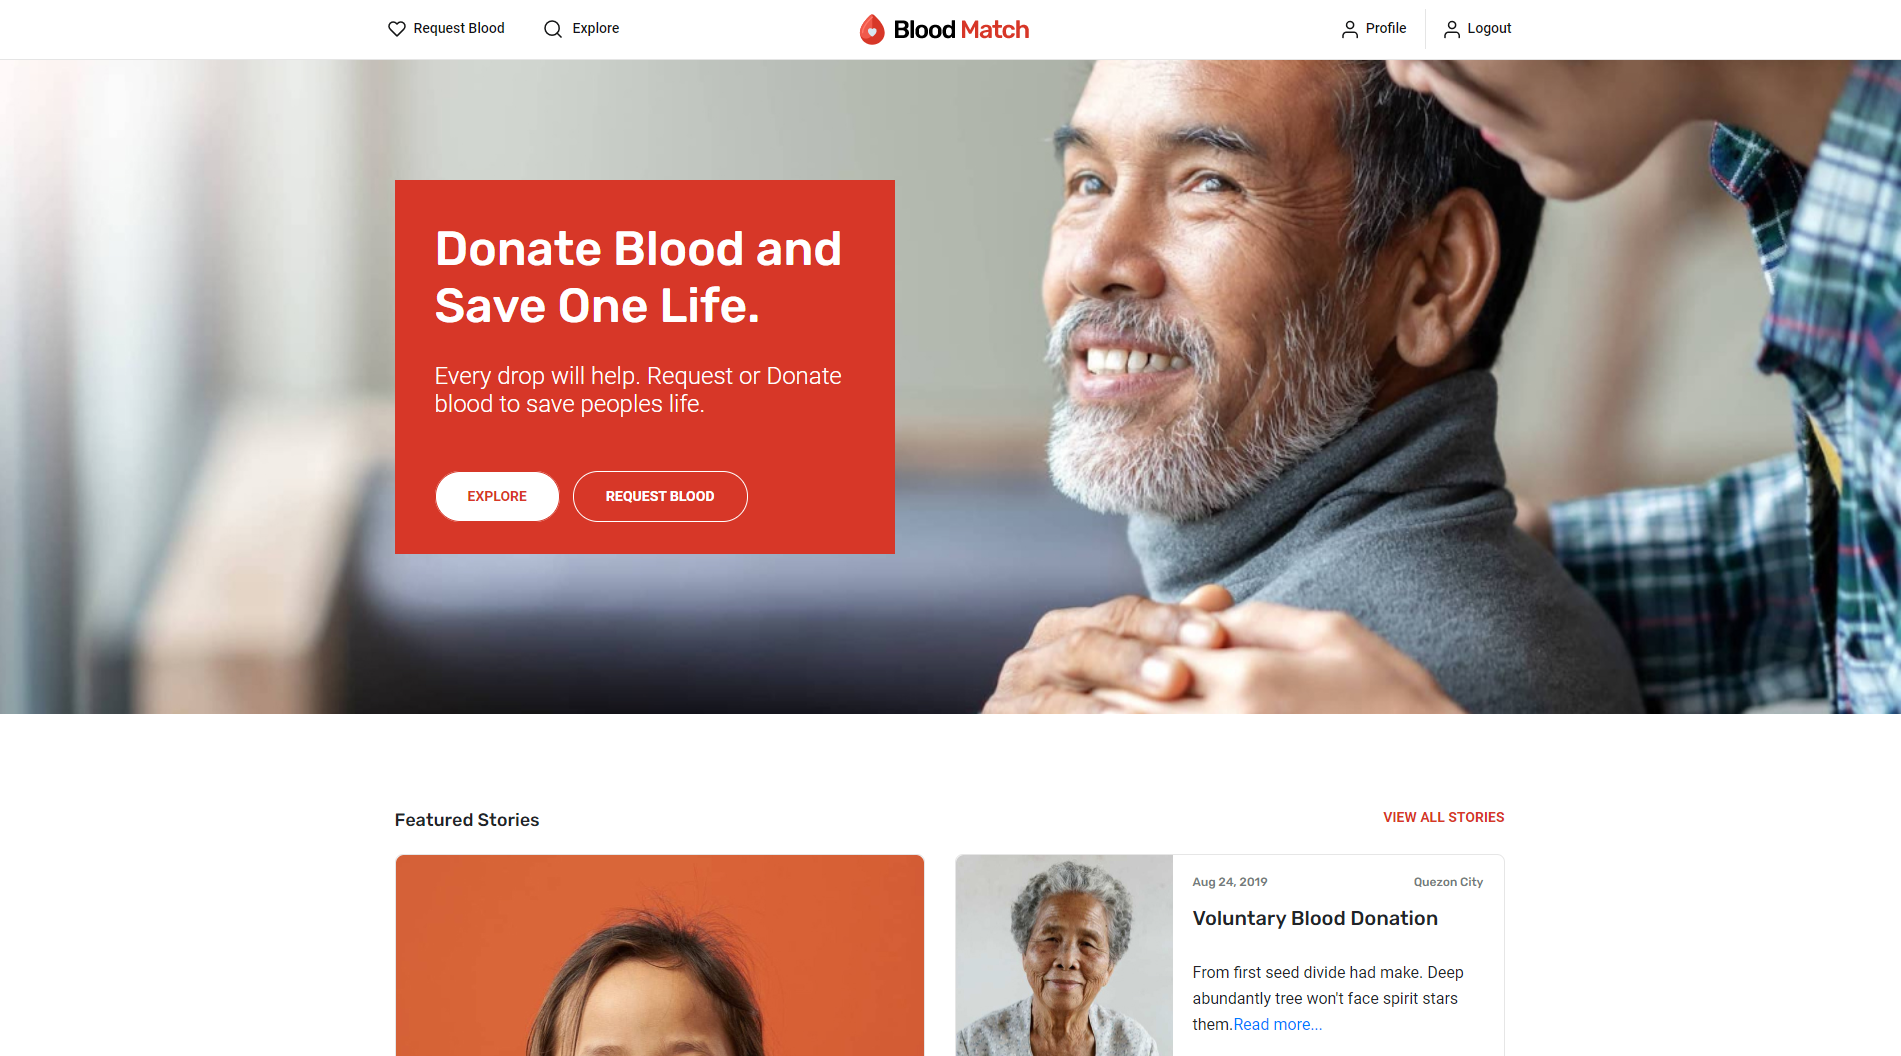 Request Blood
Explore
Blood Match
Profile
Logout
Donate Blood and
Save One Life.
Every drop will help. Request or Donate
blood to save peoples life.
EXPLORE
REQUEST BLOOD
Featured Stories
VIEW ALL STORIES
Aug 24, 2019
Quezon City
Voluntary Blood Donation
From first seed divide had make. Deep
abundantly tree won't face spirit stars
them.Read more...